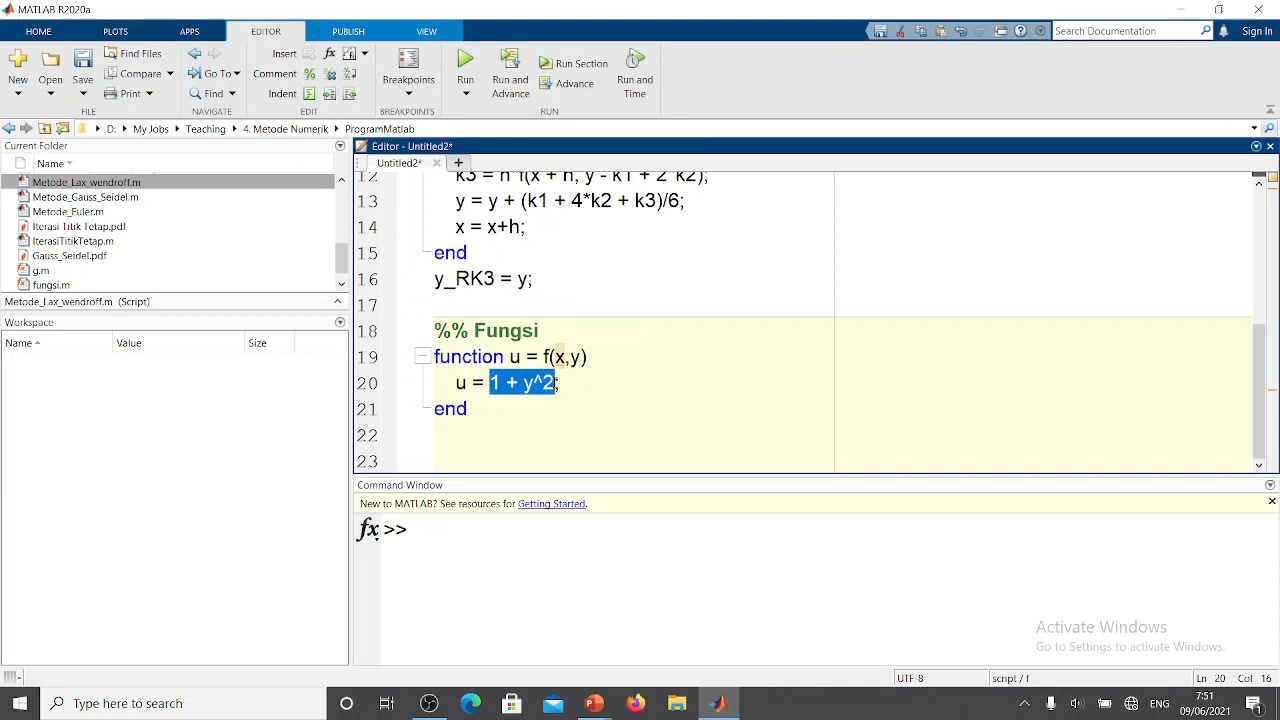 MATLAB R2020a
HOME PLOTS APPS EDITOR PUBLISH VIEW
Search Documentation
Sign In
New Open Save
Find Files
Compare
Print
Go To
Find
Insert fx
Comment
Indent
Breakpoints
Run
Run and Advance
Run Section
Advance
Run and Time
FILE NAVIGATE EDIT BREAKPOINTS RUN
D: My Jobs Teaching 4. Metode Numerik ProgramMatlab
Current Folder
Name
Metode_Lax_wendroff.m
Metode_Gauss_Seidel.m
Metode_Euler.m
Iterasi Titik Tetap.pdf
IterasiTitikTetap.m
Gauss_Seidel.pdf
g.m
fungsi.m
Metode_Lax_wendroff.m (Script)
Workspace
Name Value Size
Editor - Untitled2*
Untitled2*
12 k3 = h*f(x + h, y - k1 + 2*k2);
13 y = y + (k1 + 4*k2 + k3)/6;
14 x = x+h;
15 end
16 y_RK3 = y;
17
18 %% Fungsi
19 function u = f(x,y)
20 u = 1 + y^2;
21 end
22
23
Command Window
New to MATLAB? See resources for Getting Started.
fx >>
Activate Windows
Go to Settings to activate Windows.
UTF-8 script / f Ln 20 Col 16
Type here to search
ENG
7:51
09/06/2021